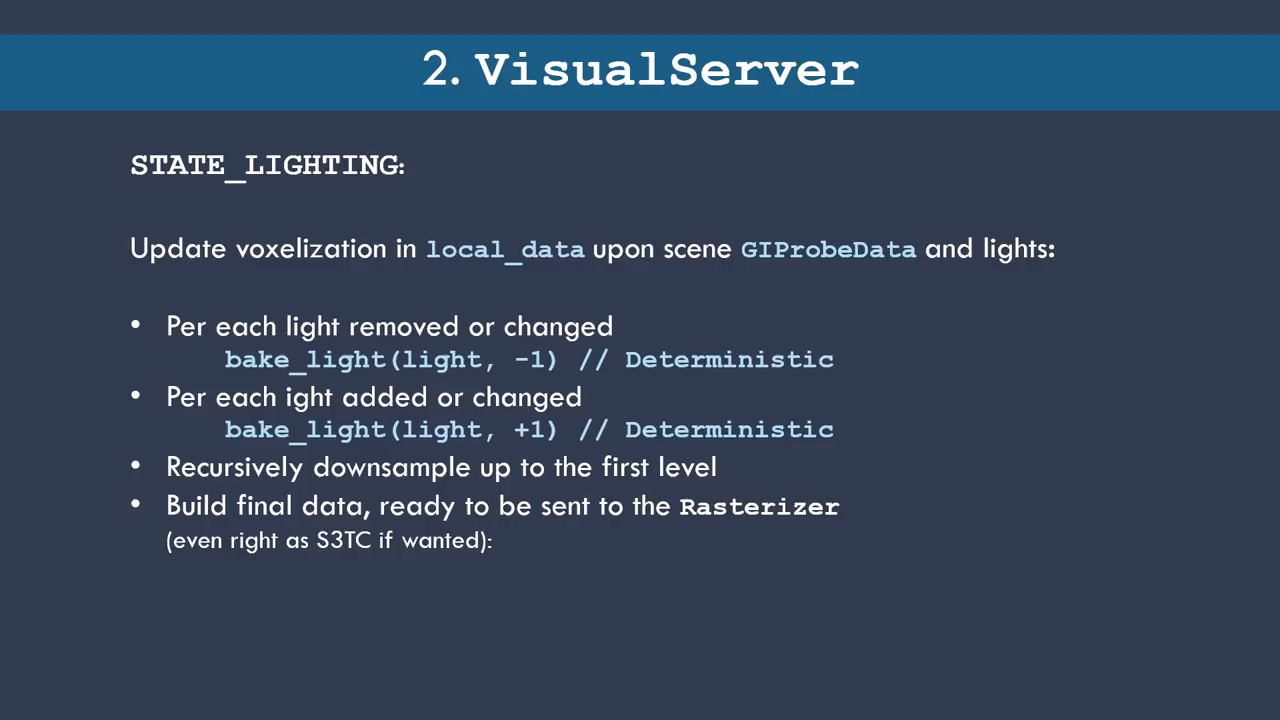 2. VisualServer
STATE_LIGHTING:
Update voxelization in local_data upon scene GIProbeData and lights:
• Per each light removed or changed
bake_light(light, -1) // Deterministic
• Per each ight added or changed
bake_light(light, +1) // Deterministic
• Recursively downsample up to the first level
• Build final data, ready to be sent to the Rasterizer
(even right as S3TC if wanted):